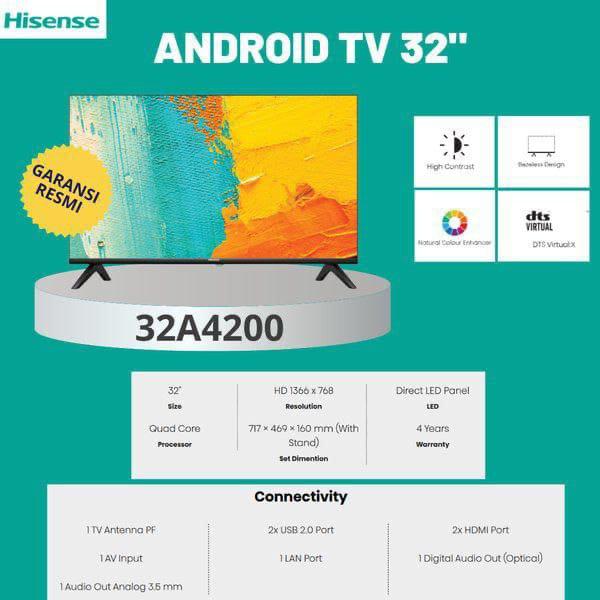 Hisense
ANDROID TV 32"
GARANSI
RESMI
High Contrast
Bezeless Design
Natural Colour Enhancer
dts
VIRTUAL
DTS Virtual:X
32A4200
32"
Size
HD 1366 x 768
Resolution
Direct LED Panel
LED
Quad Core
Processor
717 × 469 × 160 mm (With
Stand)
Set Dimention
4 Years
Warranty
Connectivity
1 TV Antenna PF
2x USB 2.0 Port
2x HDMI Port
1 AV Input
1 LAN Port
1 Digital Audio Out (Optical)
1 Audio Out Analog 3.5 mm